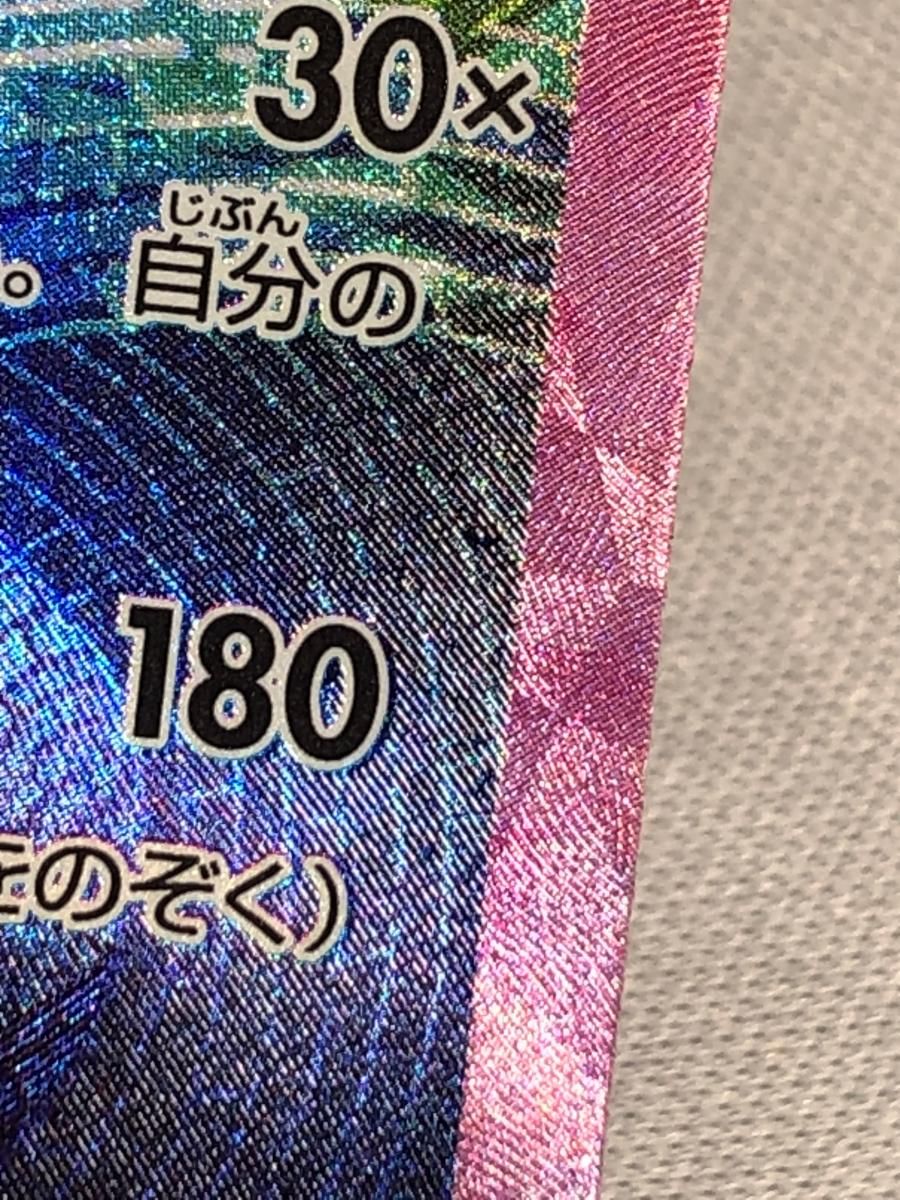 30×
じぶん
。 自分の
180
をのぞく)